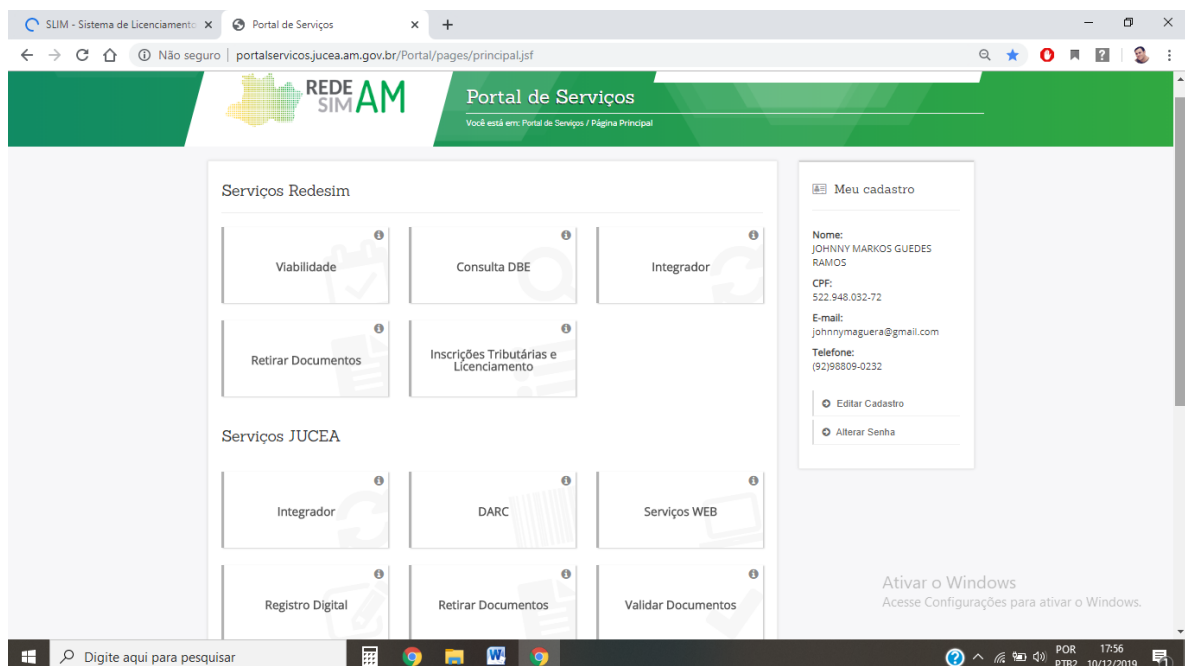 SLIM - Sistema de Licenciamento
Portal de Serviços
Não seguro | portalservicos.jucea.am.gov.br/Portal/pages/principal.jsf
REDE
SIM AM
Portal de Serviços
Você está em: Portal de Serviços / Página Principal
Serviços Redesim
Viabilidade
Consulta DBE
Integrador
Retirar Documentos
Inscrições Tributárias e
Licenciamento
Serviços JUCEA
Integrador
DARC
Serviços WEB
Registro Digital
Retirar Documentos
Validar Documentos
Meu cadastro
Nome:
JOHNNY MARKOS GUEDES
RAMOS
CPF:
522.948.032-72
E-mail:
johnnymaguera@gmail.com
Telefone:
(92)98809-0232
Editar Cadastro
Alterar Senha
Ativar o Windows
Acesse Configurações para ativar o Windows.
Digite aqui para pesquisar
POR
PTB2
17:56
10/12/2019